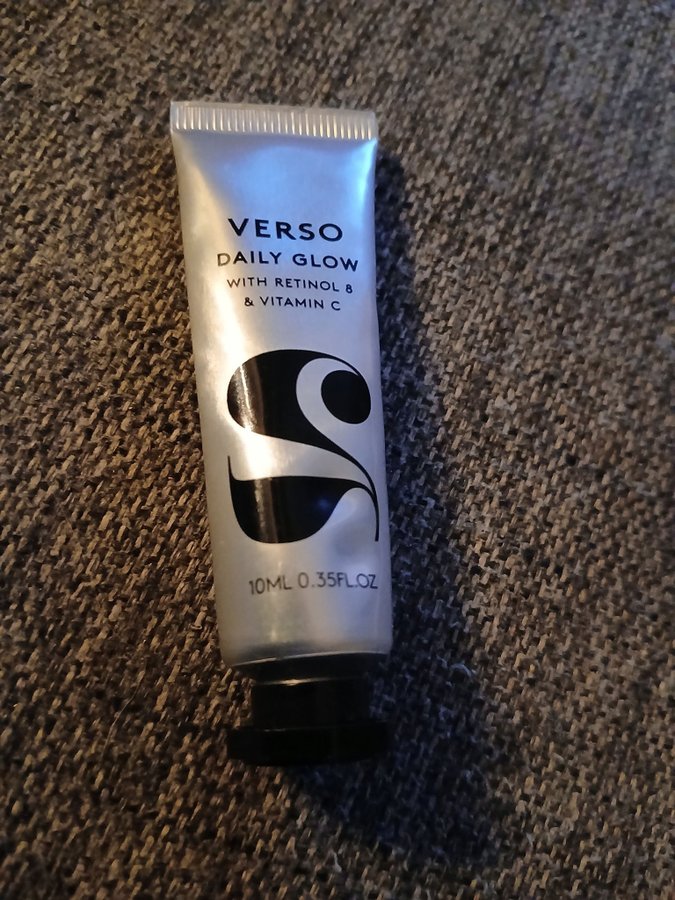 VERSO
DAILY GLOW
WITH RETINOL 8
& VITAMIN C
10ML 0.35FL.OZ